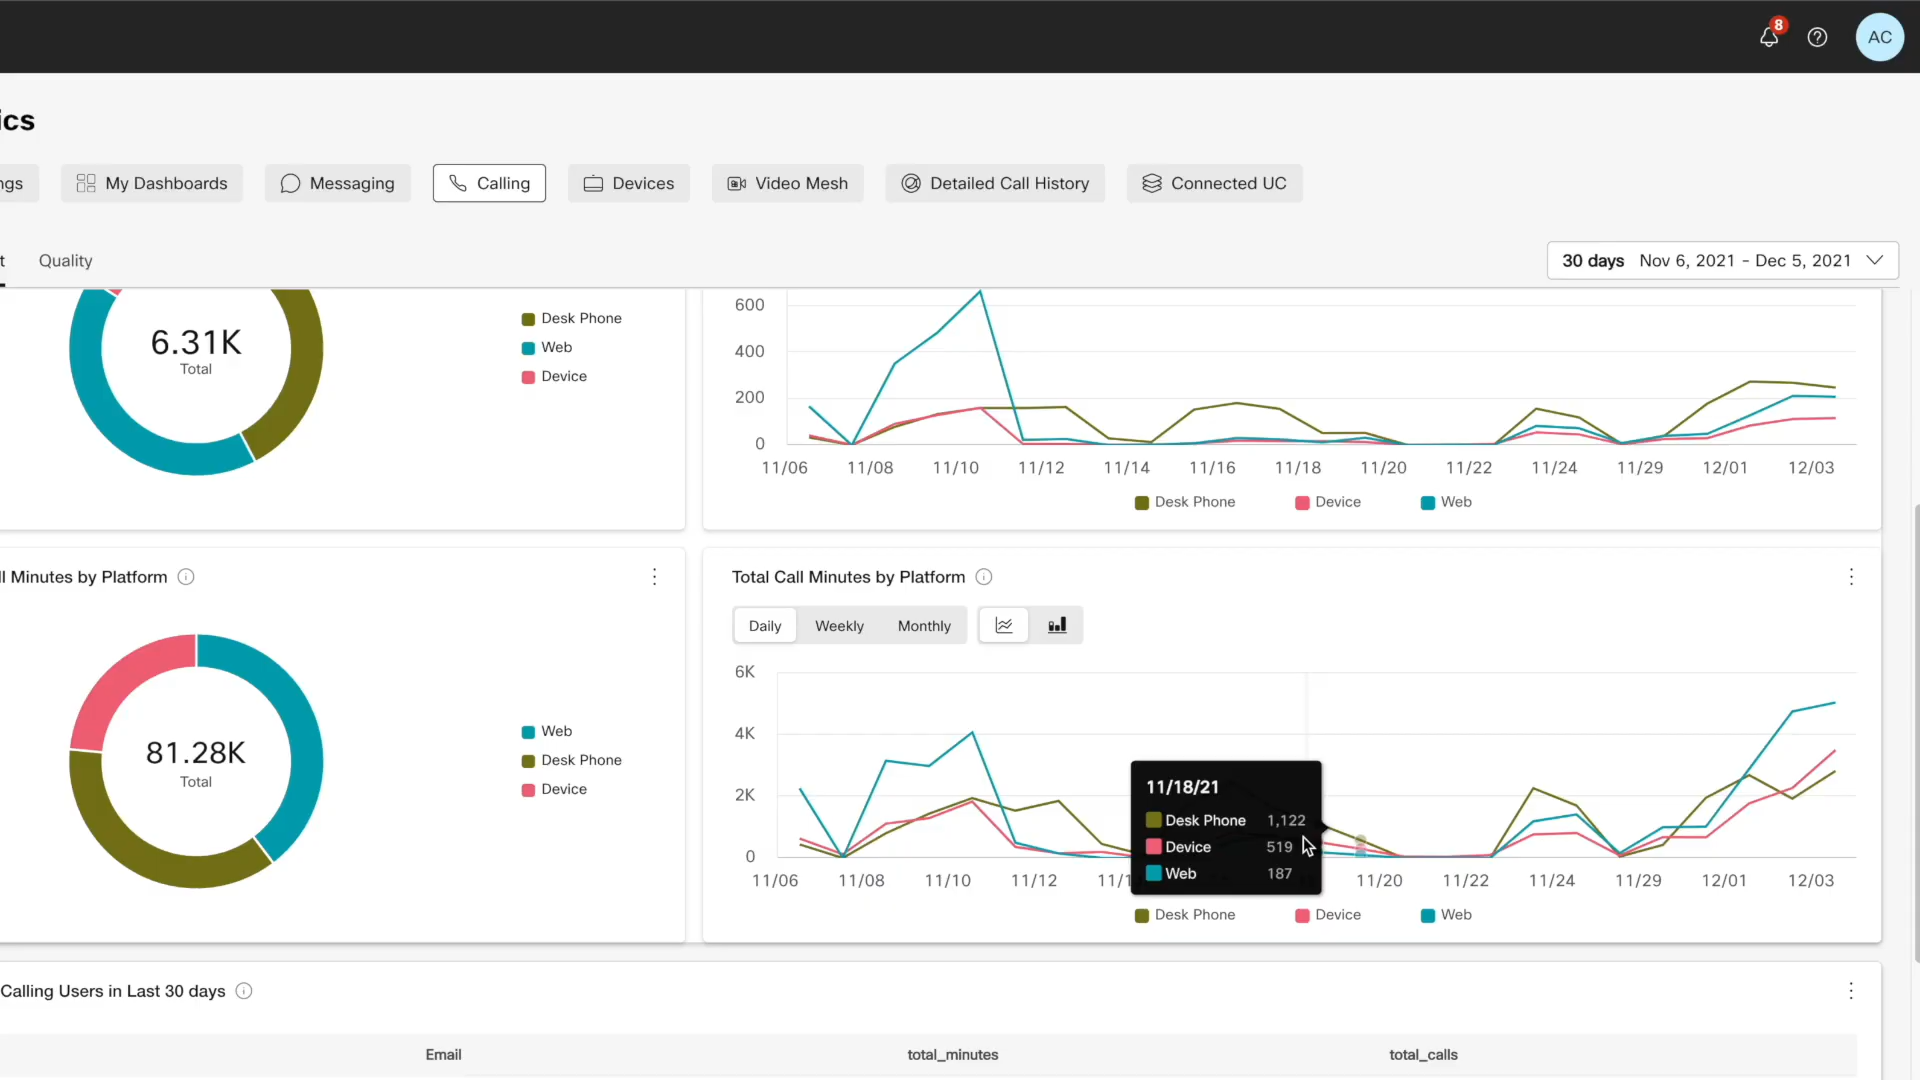 8
AC
ics
ngs
My Dashboards
Messaging
Calling
Devices
Video Mesh
Detailed Call History
Connected UC
t
Quality
30 days Nov 6, 2021 - Dec 5, 2021
6.31K
Total
Desk Phone
Web
Device
600
400
200
0
11/06 11/08 11/10 11/12 11/14 11/16 11/18 11/20 11/22 11/24 11/29 12/01 12/03
Desk Phone Device Web
ll Minutes by Platform
81.28K
Total
Web
Desk Phone
Device
Total Call Minutes by Platform
Daily Weekly Monthly
6K
4K
2K
0
11/18/21
Desk Phone 1,122
Device 519
Web 187
11/06 11/08 11/10 11/12 11/1 11/20 11/22 11/24 11/29 12/01 12/03
Desk Phone Device Web
Calling Users in Last 30 days
Email total_minutes total_calls